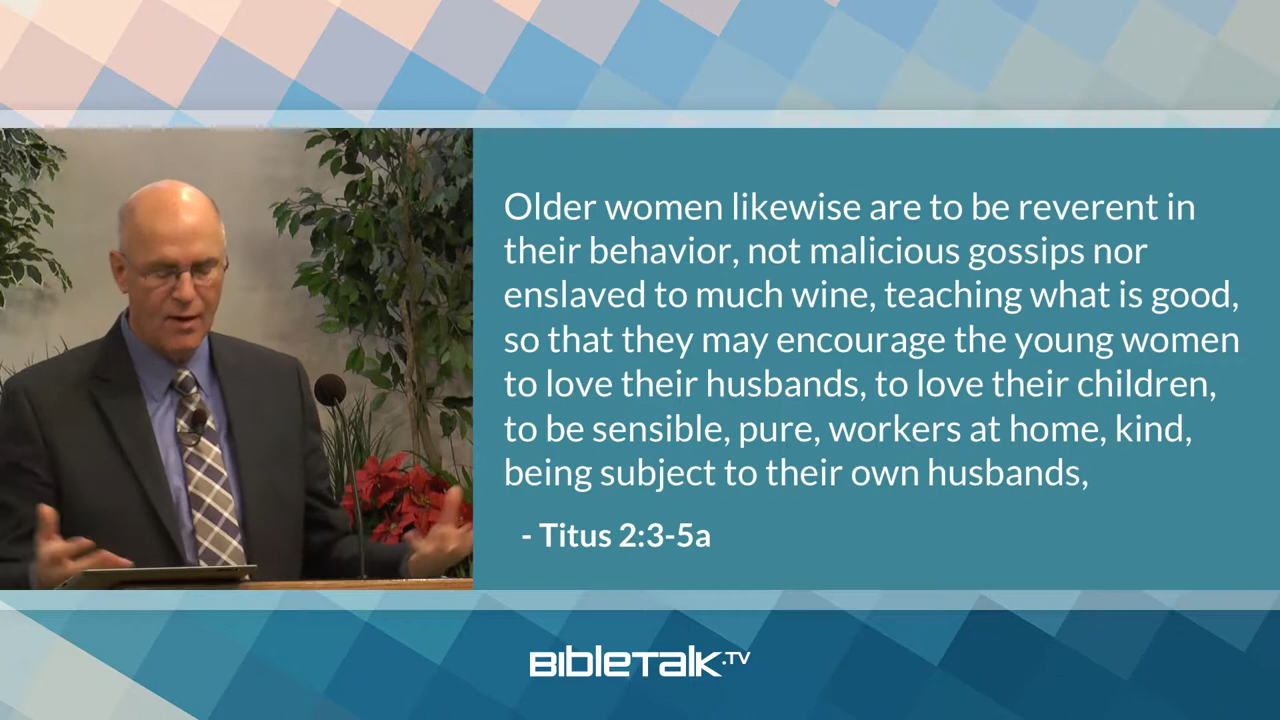 Older women likewise are to be reverent in
their behavior, not malicious gossips nor
enslaved to much wine, teaching what is good,
so that they may encourage the young women
to love their husbands, to love their children,
to be sensible, pure, workers at home, kind,
being subject to their own husbands,
- Titus 2:3-5a
BIBLETALK.TV